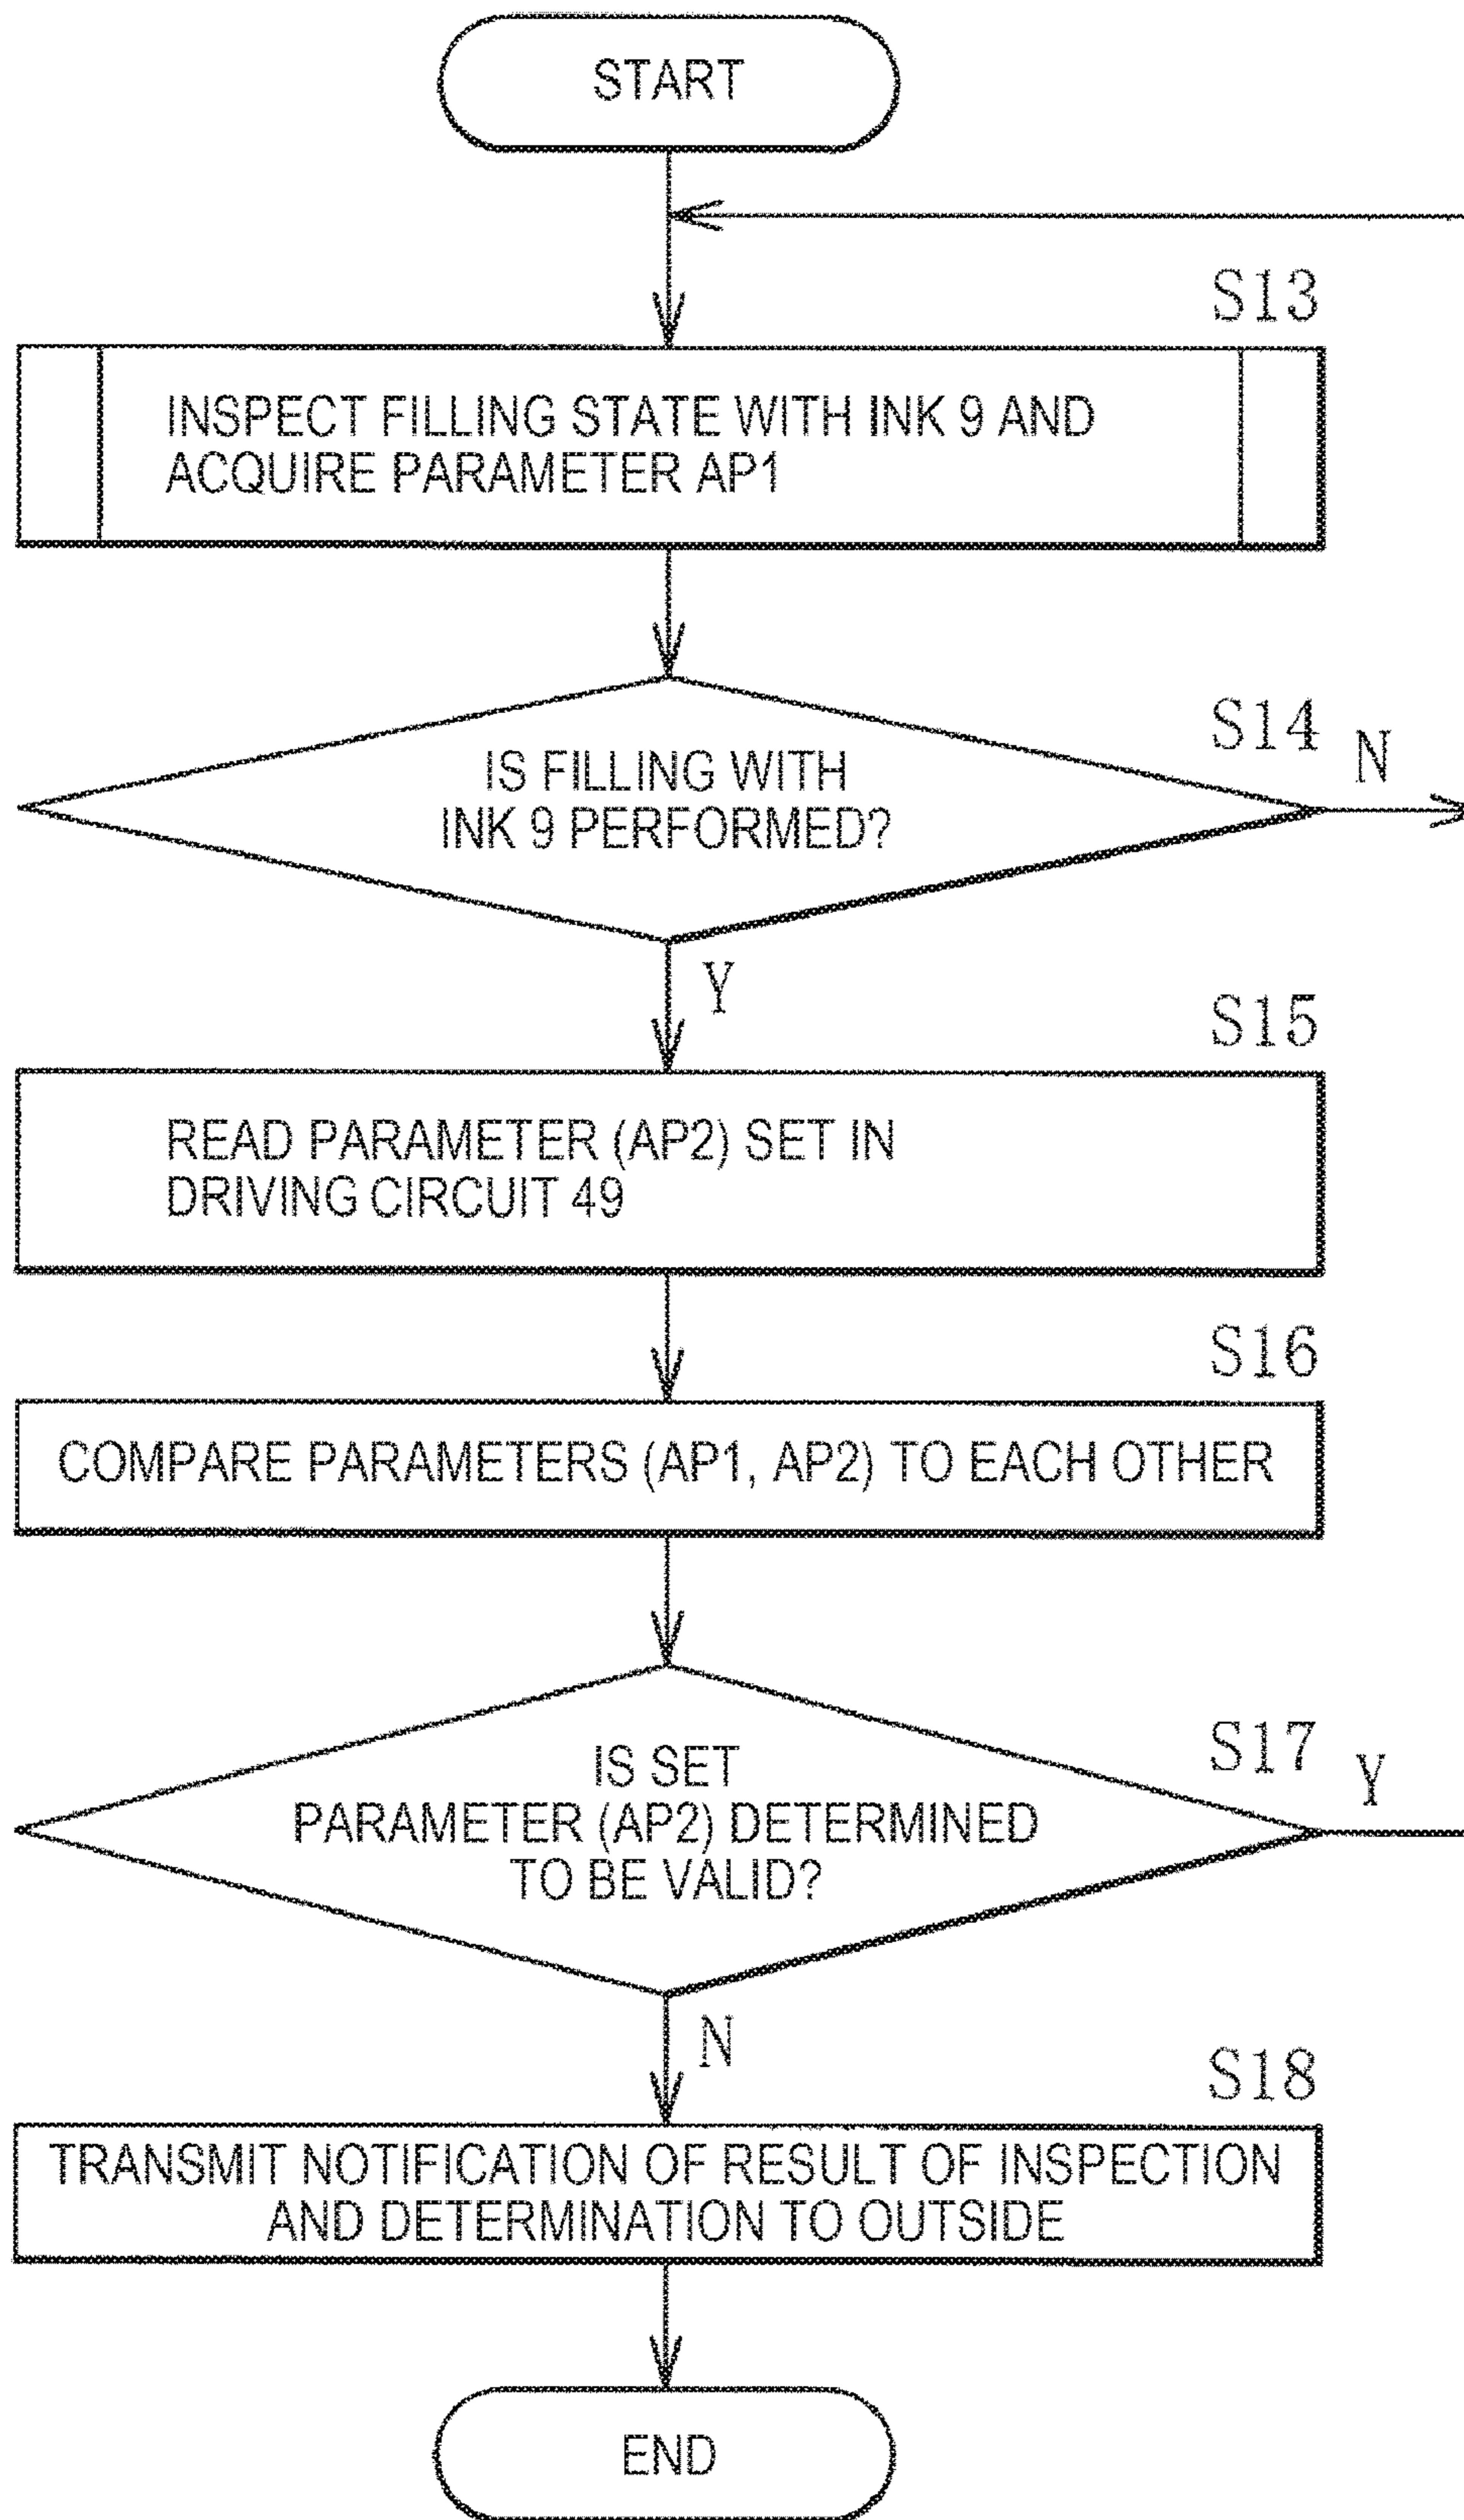 START
S13
INSPECT FILLING STATE WITH INK 9 AND
ACQUIRE PARAMETER AP1
S14
N
IS FILLING WITH
INK 9 PERFORMED?
Y
S15
READ PARAMETER (AP2) SET IN
DRIVING CIRCUIT 49
S16
COMPARE PARAMETERS (AP1, AP2) TO EACH OTHER
S17
Y
IS SET
PARAMETER (AP2) DETERMINED
TO BE VALID?
N
S18
TRANSMIT NOTIFICATION OF RESULT OF INSPECTION
AND DETERMINATION TO OUTSIDE
END